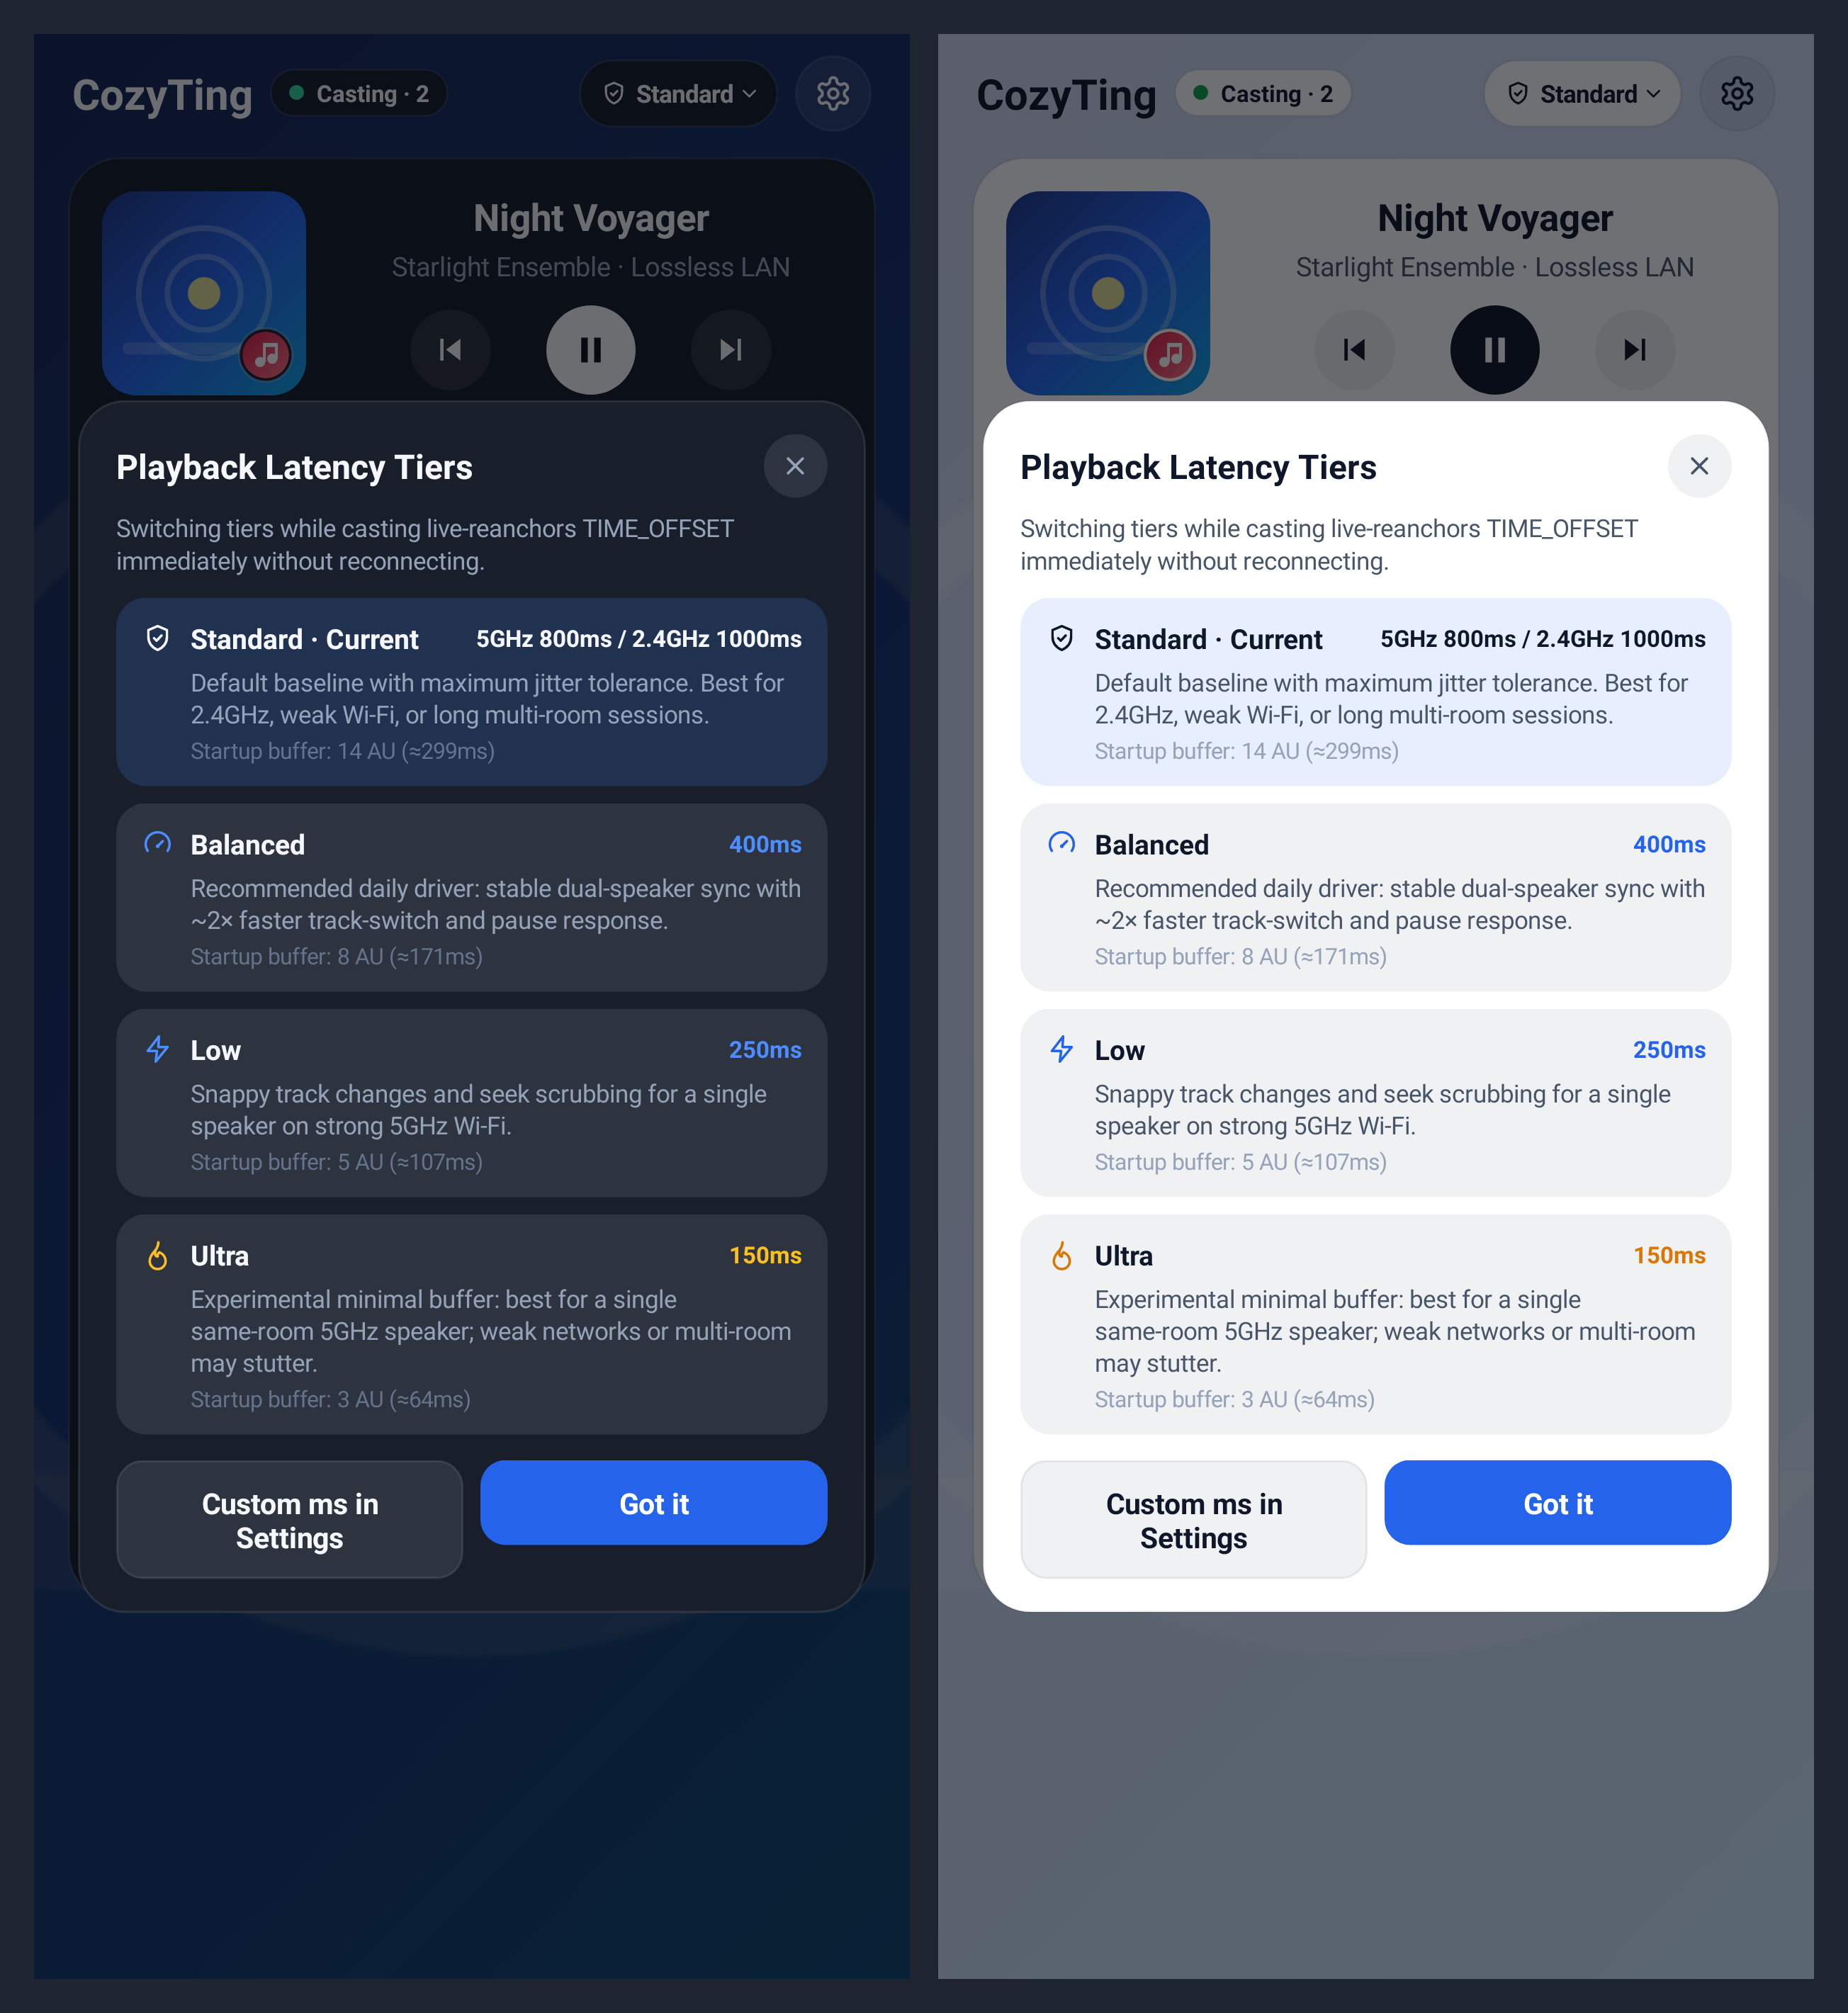 CozyTing
Casting · 2
Standard
Night Voyager
Starlight Ensemble · Lossless LAN
Playback Latency Tiers
Switching tiers while casting live-reanchors TIME_OFFSET
immediately without reconnecting.
Standard · Current
5GHz 800ms / 2.4GHz 1000ms
Default baseline with maximum jitter tolerance. Best for
2.4GHz, weak Wi-Fi, or long multi-room sessions.
Startup buffer: 14 AU (≈299ms)
Balanced
400ms
Recommended daily driver: stable dual-speaker sync with
~2× faster track-switch and pause response.
Startup buffer: 8 AU (≈171ms)
Low
250ms
Snappy track changes and seek scrubbing for a single
speaker on strong 5GHz Wi-Fi.
Startup buffer: 5 AU (≈107ms)
Ultra
150ms
Experimental minimal buffer: best for a single
same-room 5GHz speaker; weak networks or multi-room
may stutter.
Startup buffer: 3 AU (≈64ms)
Custom ms in
Settings
Got it
CozyTing
Casting · 2
Standard
Night Voyager
Starlight Ensemble · Lossless LAN
Playback Latency Tiers
Switching tiers while casting live-reanchors TIME_OFFSET
immediately without reconnecting.
Standard · Current
5GHz 800ms / 2.4GHz 1000ms
Default baseline with maximum jitter tolerance. Best for
2.4GHz, weak Wi-Fi, or long multi-room sessions.
Startup buffer: 14 AU (≈299ms)
Balanced
400ms
Recommended daily driver: stable dual-speaker sync with
~2× faster track-switch and pause response.
Startup buffer: 8 AU (≈171ms)
Low
250ms
Snappy track changes and seek scrubbing for a single
speaker on strong 5GHz Wi-Fi.
Startup buffer: 5 AU (≈107ms)
Ultra
150ms
Experimental minimal buffer: best for a single
same-room 5GHz speaker; weak networks or multi-room
may stutter.
Startup buffer: 3 AU (≈64ms)
Custom ms in
Settings
Got it